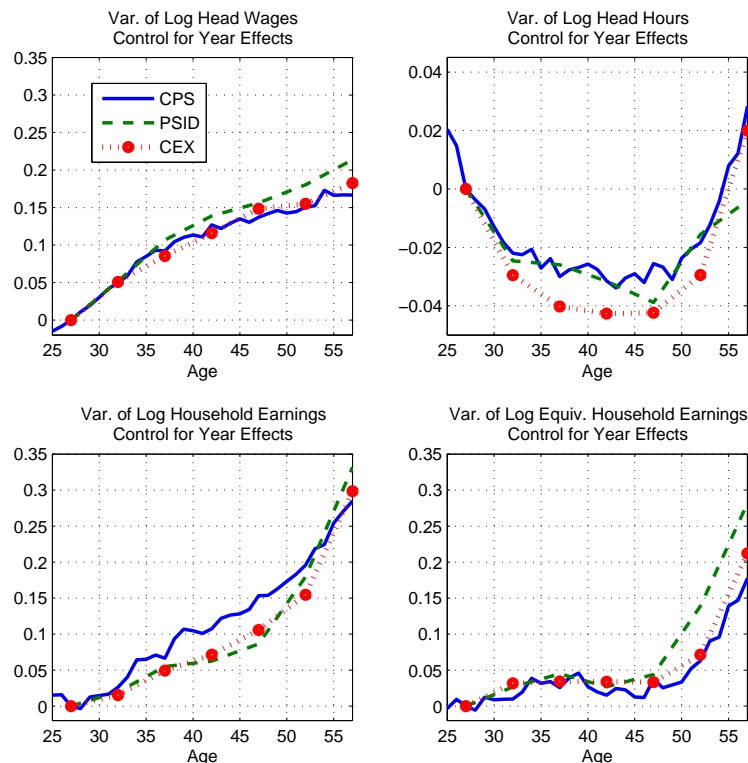 Var. of Log Head Wages
Control for Year Effects
0.35
0.3
0.25
0.2
0.15
0.1
0.05
0
25 30 35 40 45 50 55
Age
CPS
PSID
CEX
Var. of Log Head Hours
Control for Year Effects
0.04
0.02
0
−0.02
−0.04
25 30 35 40 45 50 55
Age
Var. of Log Household Earnings
Control for Year Effects
0.35
0.3
0.25
0.2
0.15
0.1
0.05
0
25 30 35 40 45 50 55
Age
Var. of Log Equiv. Household Earnings
Control for Year Effects
0.35
0.3
0.25
0.2
0.15
0.1
0.05
0
25 30 35 40 45 50 55
Age